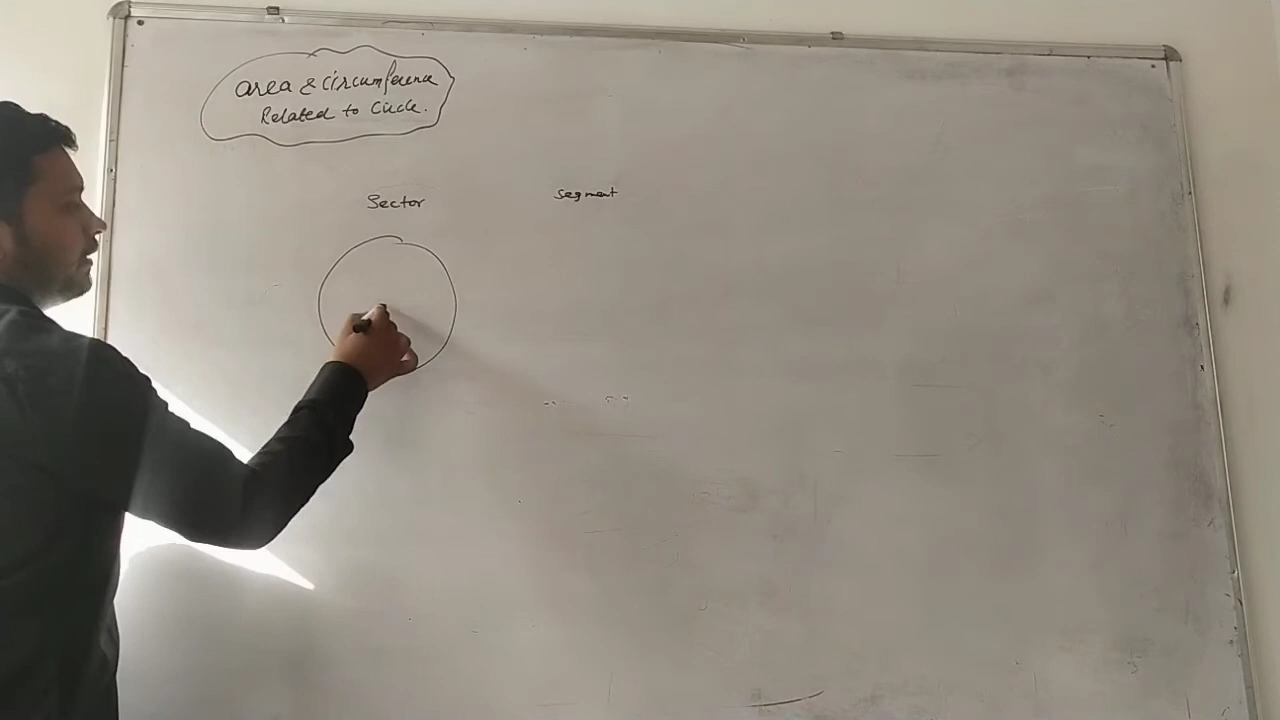 area & circumference
Related to Circle.
Sector
Segment